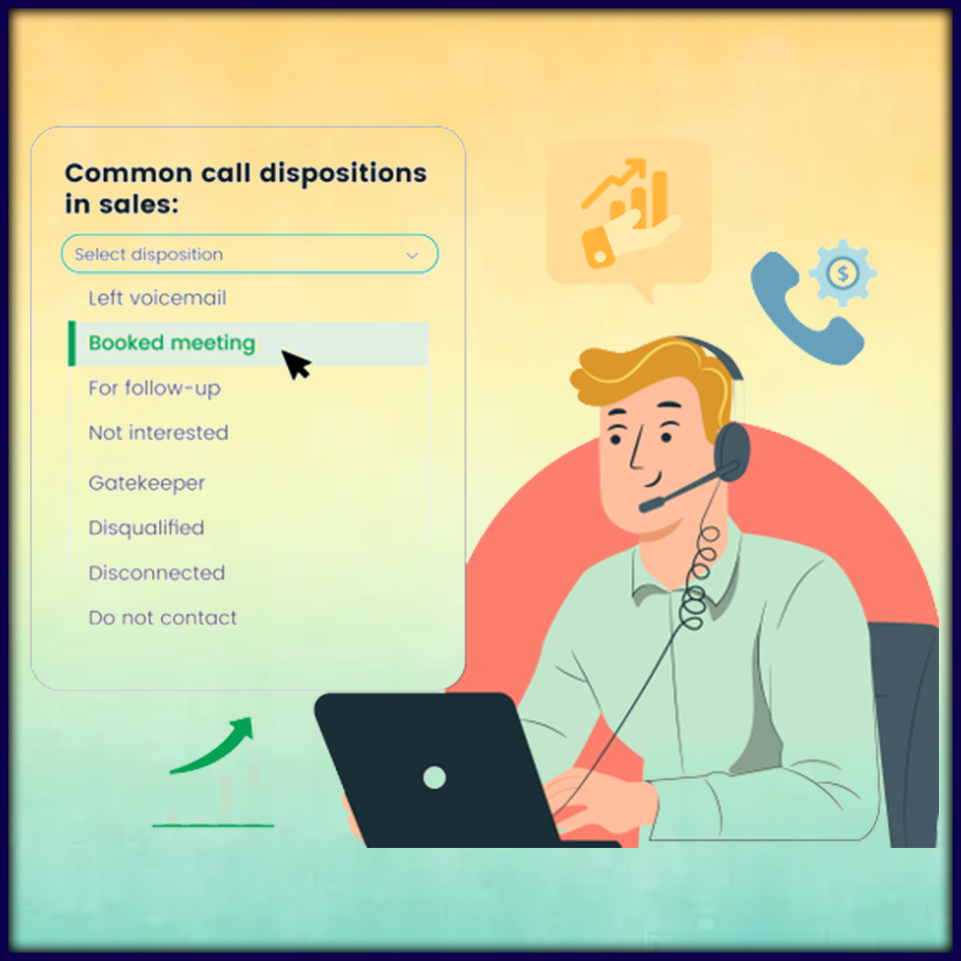 Common call dispositions
in sales:
Select disposition
Left voicemail
Booked meeting
For follow-up
Not interested
Gatekeeper
Disqualified
Disconnected
Do not contact
$